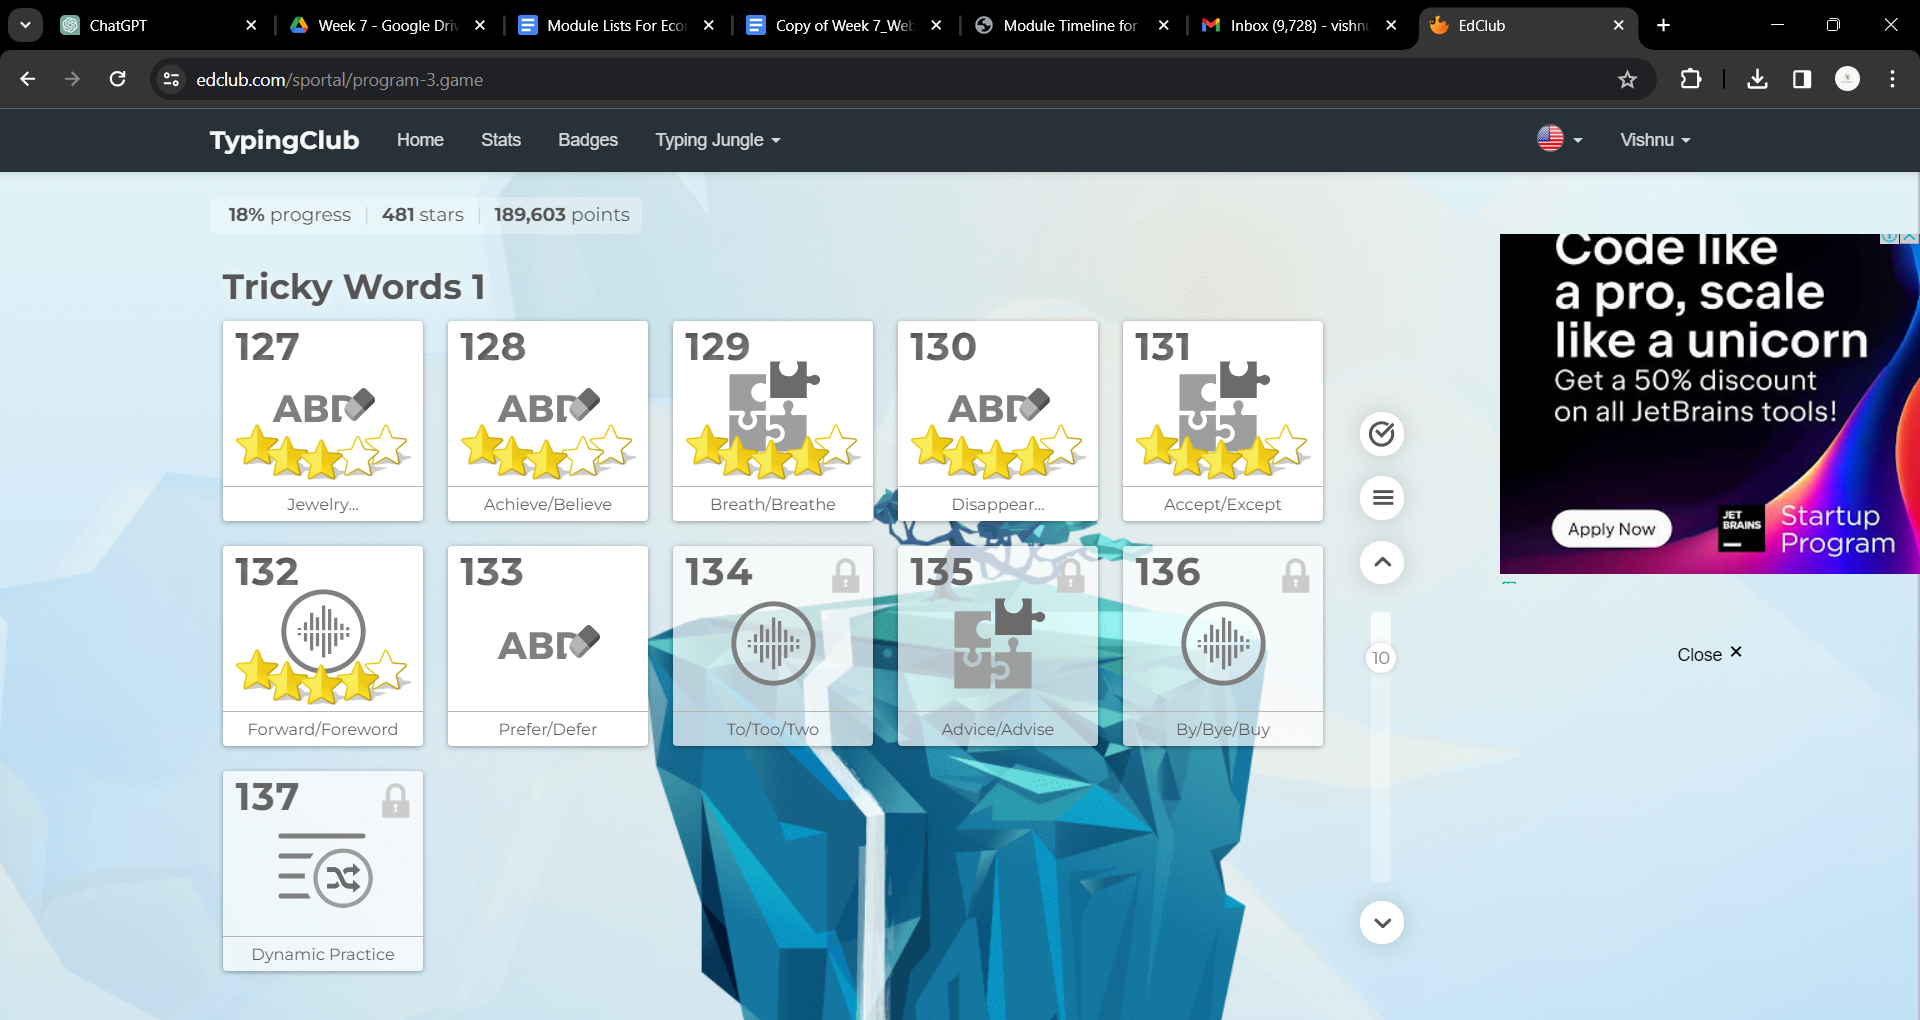 ChatGPT
Week 7 - Google Driv
Module Lists For Econ
Copy of Week 7_Web
Module Timeline for
Inbox (9,728) - vishnu
EdClub
edclub.com/sportal/program-3.game
TypingClub Home Stats Badges Typing Jungle
Vishnu
18% progress
481 stars
189,603 points
Tricky Words 1
127
ABD
Jewelry...
128
ABD
Achieve/Believe
129
Breath/Breathe
130
ABD
Disappear...
131
Accept/Except
132
Forward/Foreword
133
ABD
Prefer/Defer
134
To/Too/Two
135
Advice/Advise
136
By/Bye/Buy
137
Dynamic Practice
10
Code like
a pro, scale
like a unicorn
Get a 50% discount
on all JetBrains tools!
Apply Now
JET
BRAINS
Startup
Program
Close